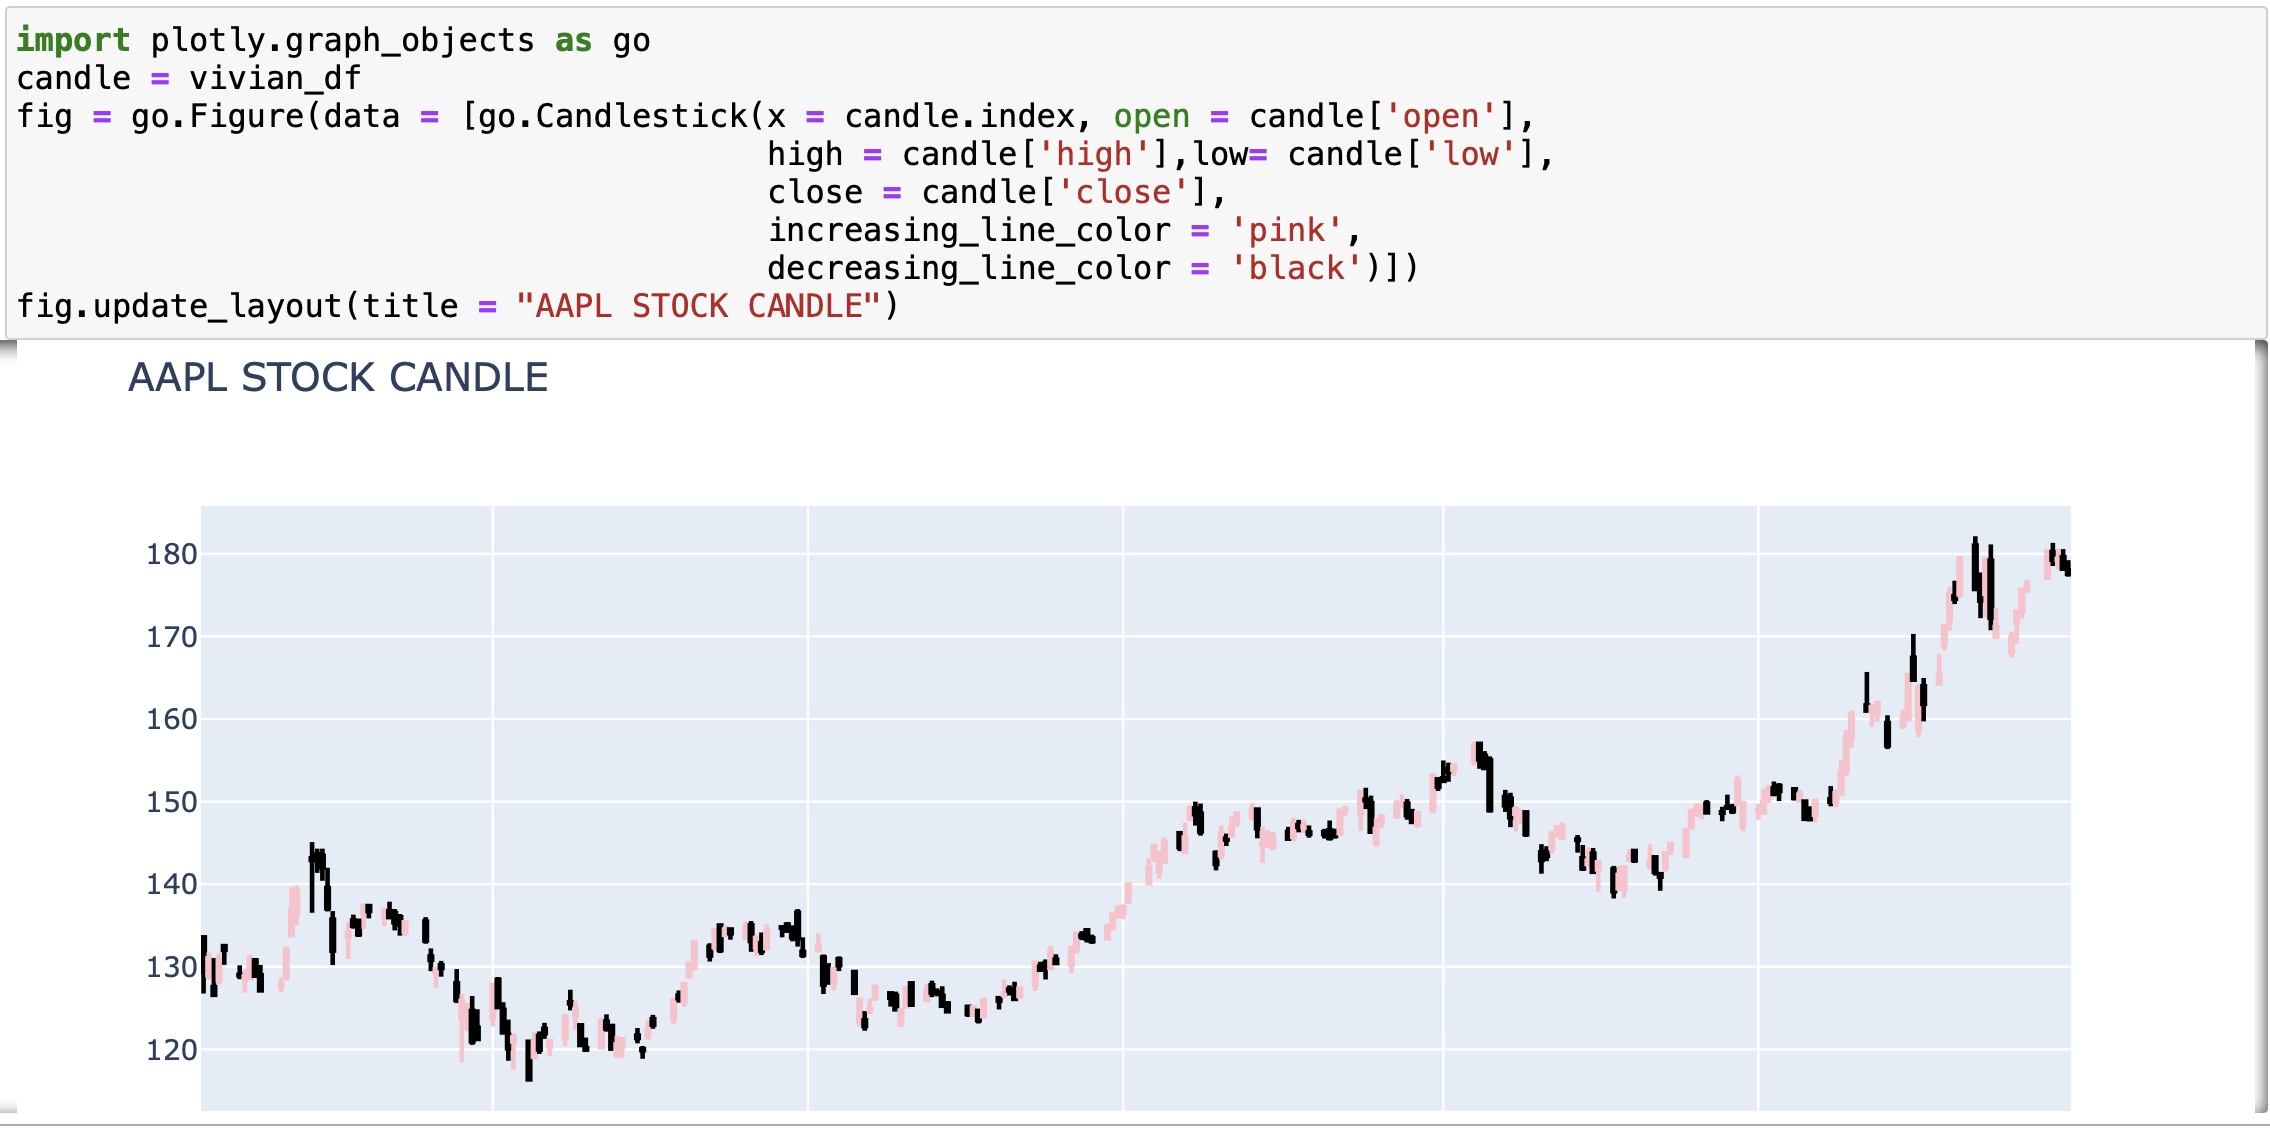 import plotly.graph_objects as go
candle = vivian_df
fig = go.Figure(data = [go.Candlestick(x = candle.index, open = candle['open'],
high = candle['high'],low= candle['low'],
close = candle['close'],
increasing_line_color = 'pink',
decreasing_line_color = 'black')])
fig.update_layout(title = "AAPL STOCK CANDLE")
AAPL STOCK CANDLE
180
170
160
150
140
130
120